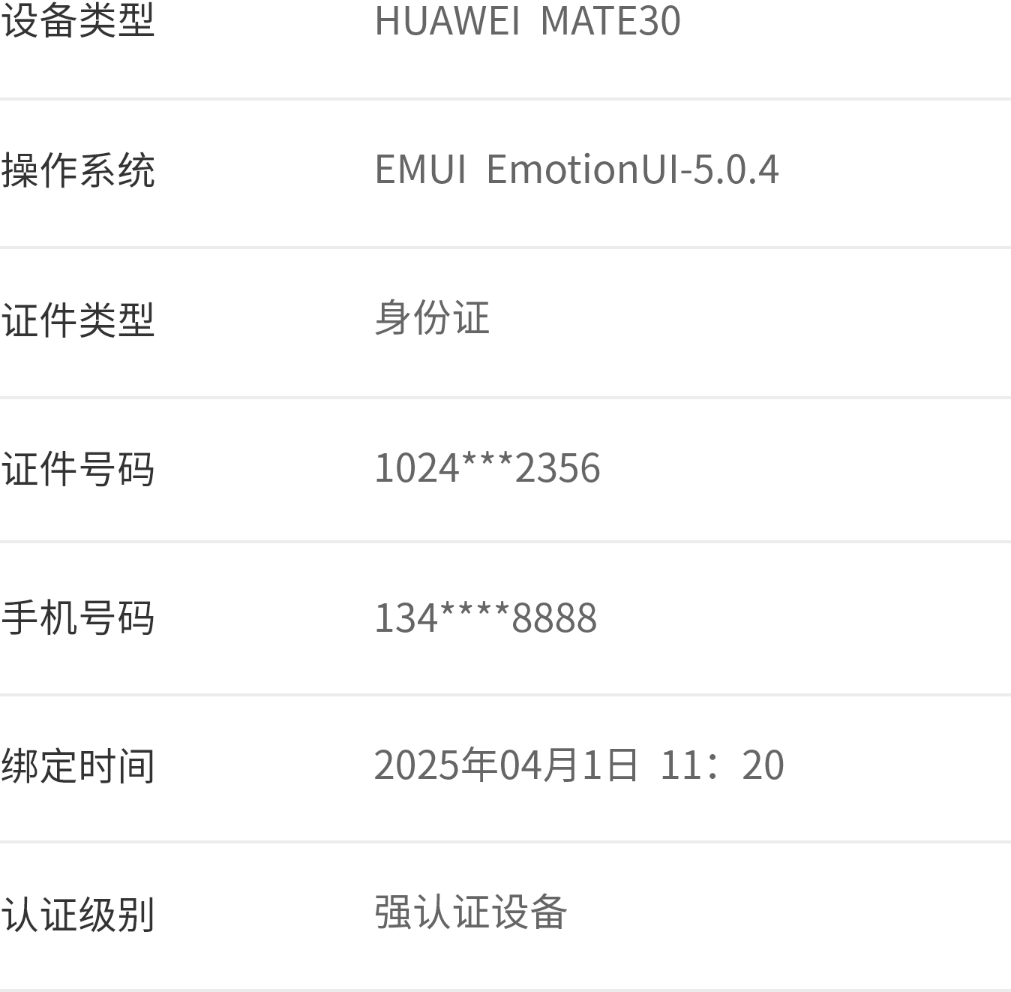 设备类型 HUAWEI MATE30
操作系统 EMUI EmotionUI-5.0.4
证件类型 身份证
证件号码 1024***2356
手机号码 134****8888
绑定时间 2025年04月1日 11：20
认证级别 强认证设备